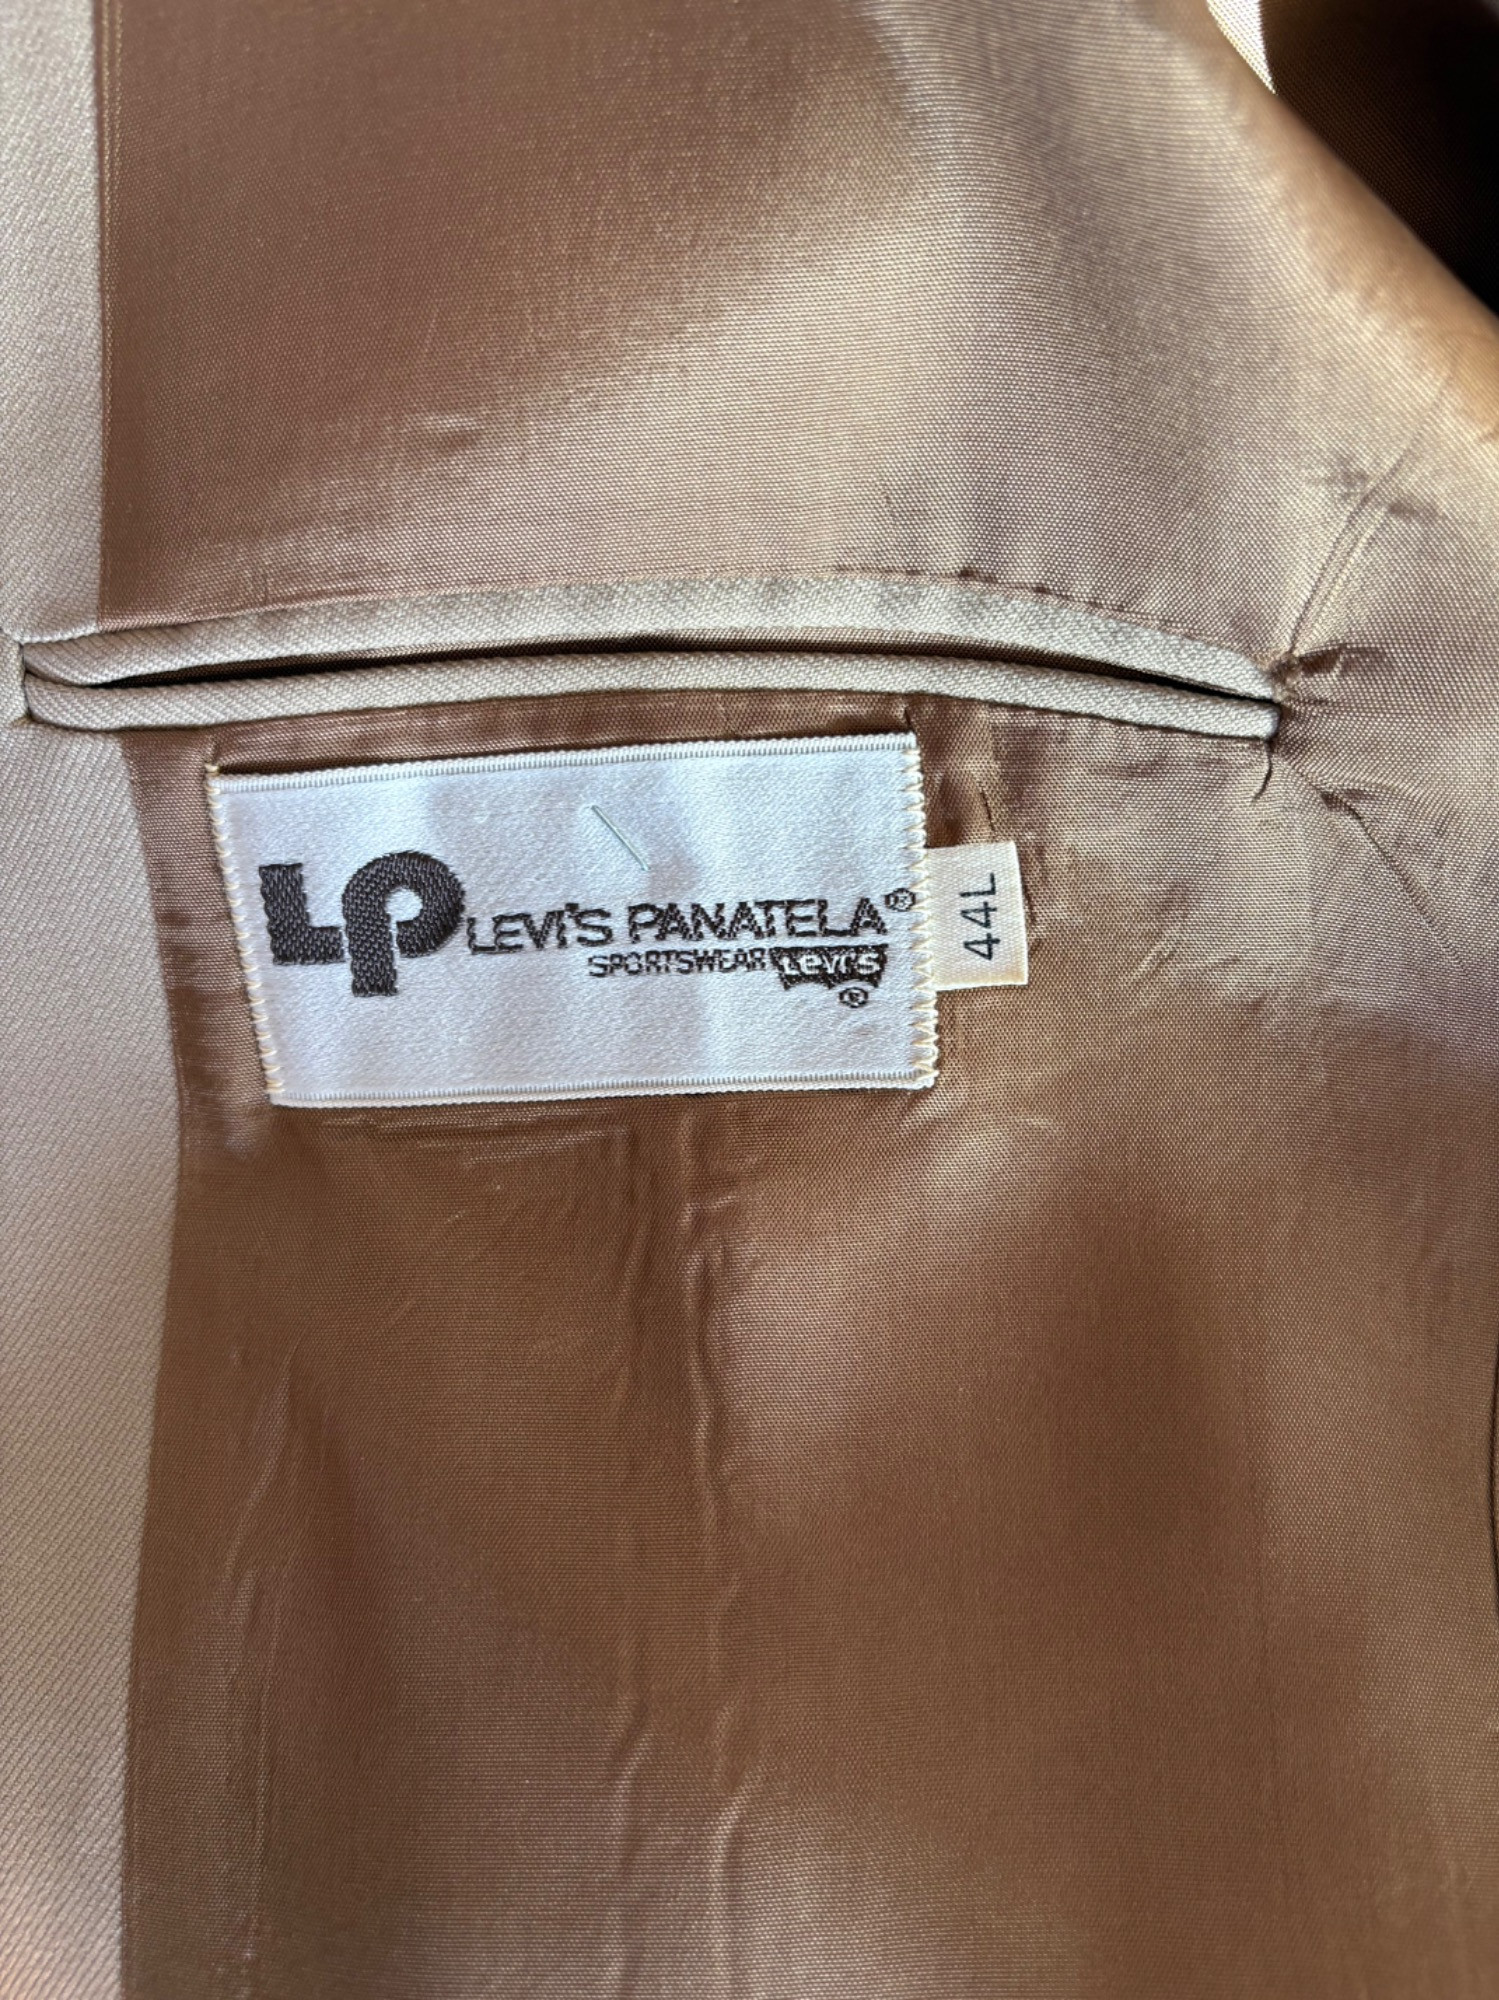 LP LEVI'S PANATELA®
SPORTSWEAR Levi's
®
44L